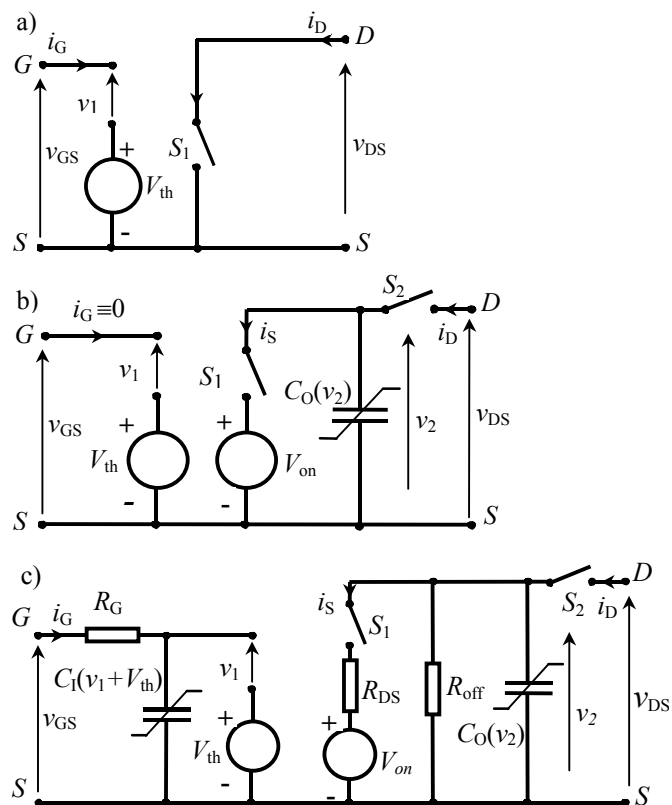 a)
i_G
i_D
D
G
v_1
S_1
v_GS
+
V_th
-
v_DS
S
S
b)
S_2
i_G ≡0
D
G
i_S
i_D
v_1
S_1
C_O(v_2)
v_GS
+
+
v_2
v_DS
V_th
V_on
-
-
S
S
c)
D
G
i_G
R_G
i_S
S_1
S_2
i_D
C_I(v_1+V_th)
v_1
R_DS
R_off
v_GS
+
+
v_2
v_DS
V_th
V_on
C_O(v_2)
-
-
S
S